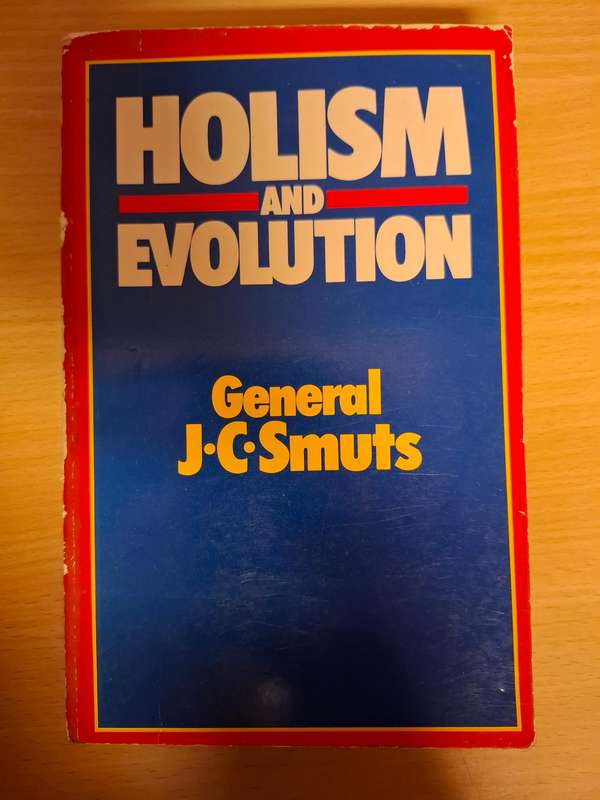 HOLISM
AND
EVOLUTION
General
J·C·Smuts